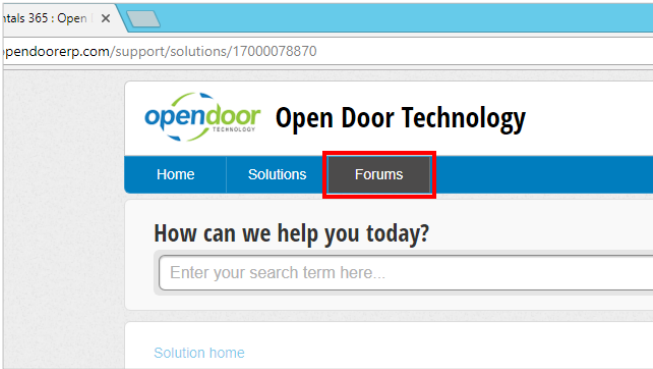 ntals 365 : Open
pendoorerp.com/support/solutions/17000078870
opendoor
TECHNOLOGY
Open Door Technology
Home Solutions Forums
How can we help you today?
Enter your search term here...
Solution home